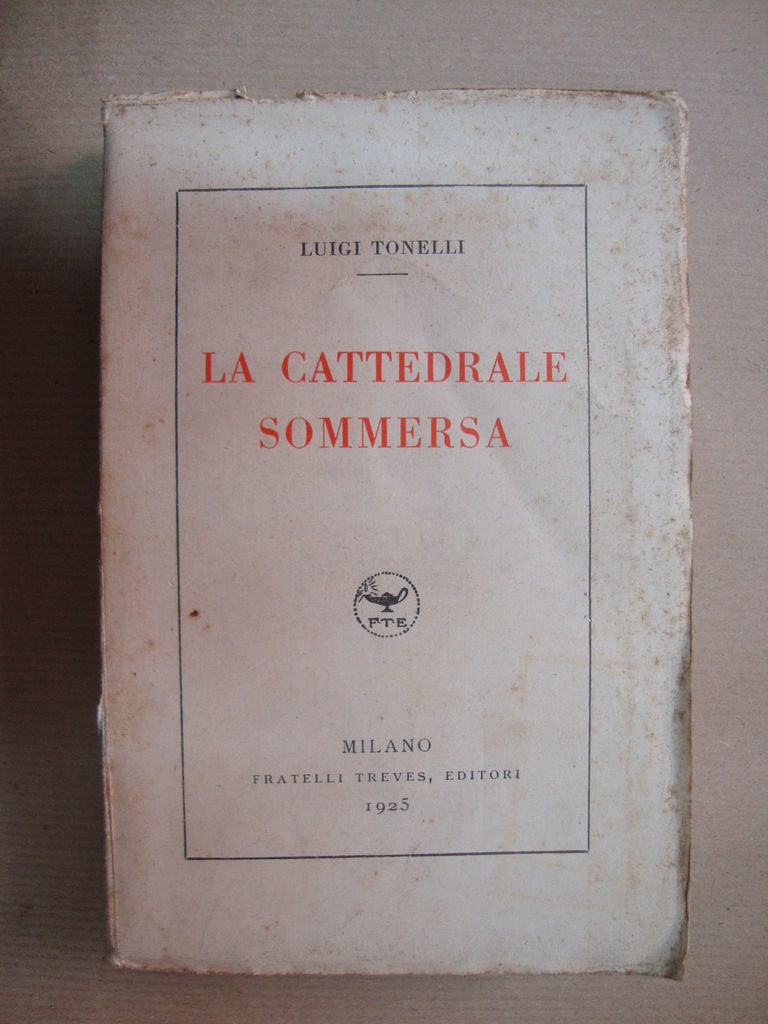 LUIGI TONELLI
LA CATTEDRALE
SOMMERSA
FTE
MILANO
FRATELLI TREVES, EDITORI
1925